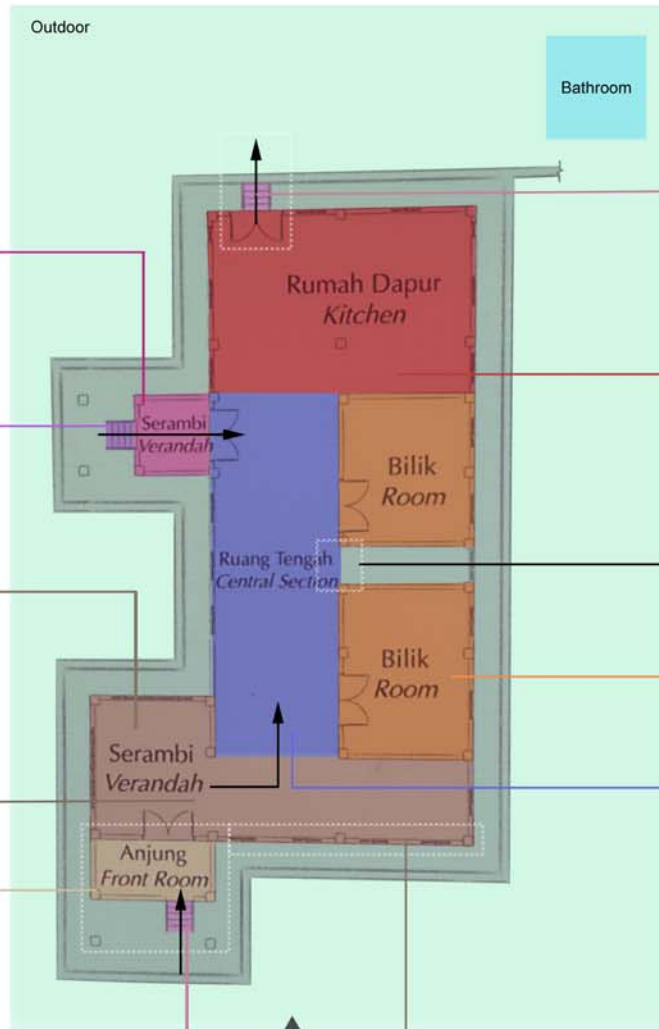 Outdoor
Bathroom
Rumah Dapur
Kitchen
Serambi
Verandah
Bilik
Room
Ruang Tengah
Central Section
Bilik
Room
Serambi
Verandah
Anjung
Front Room